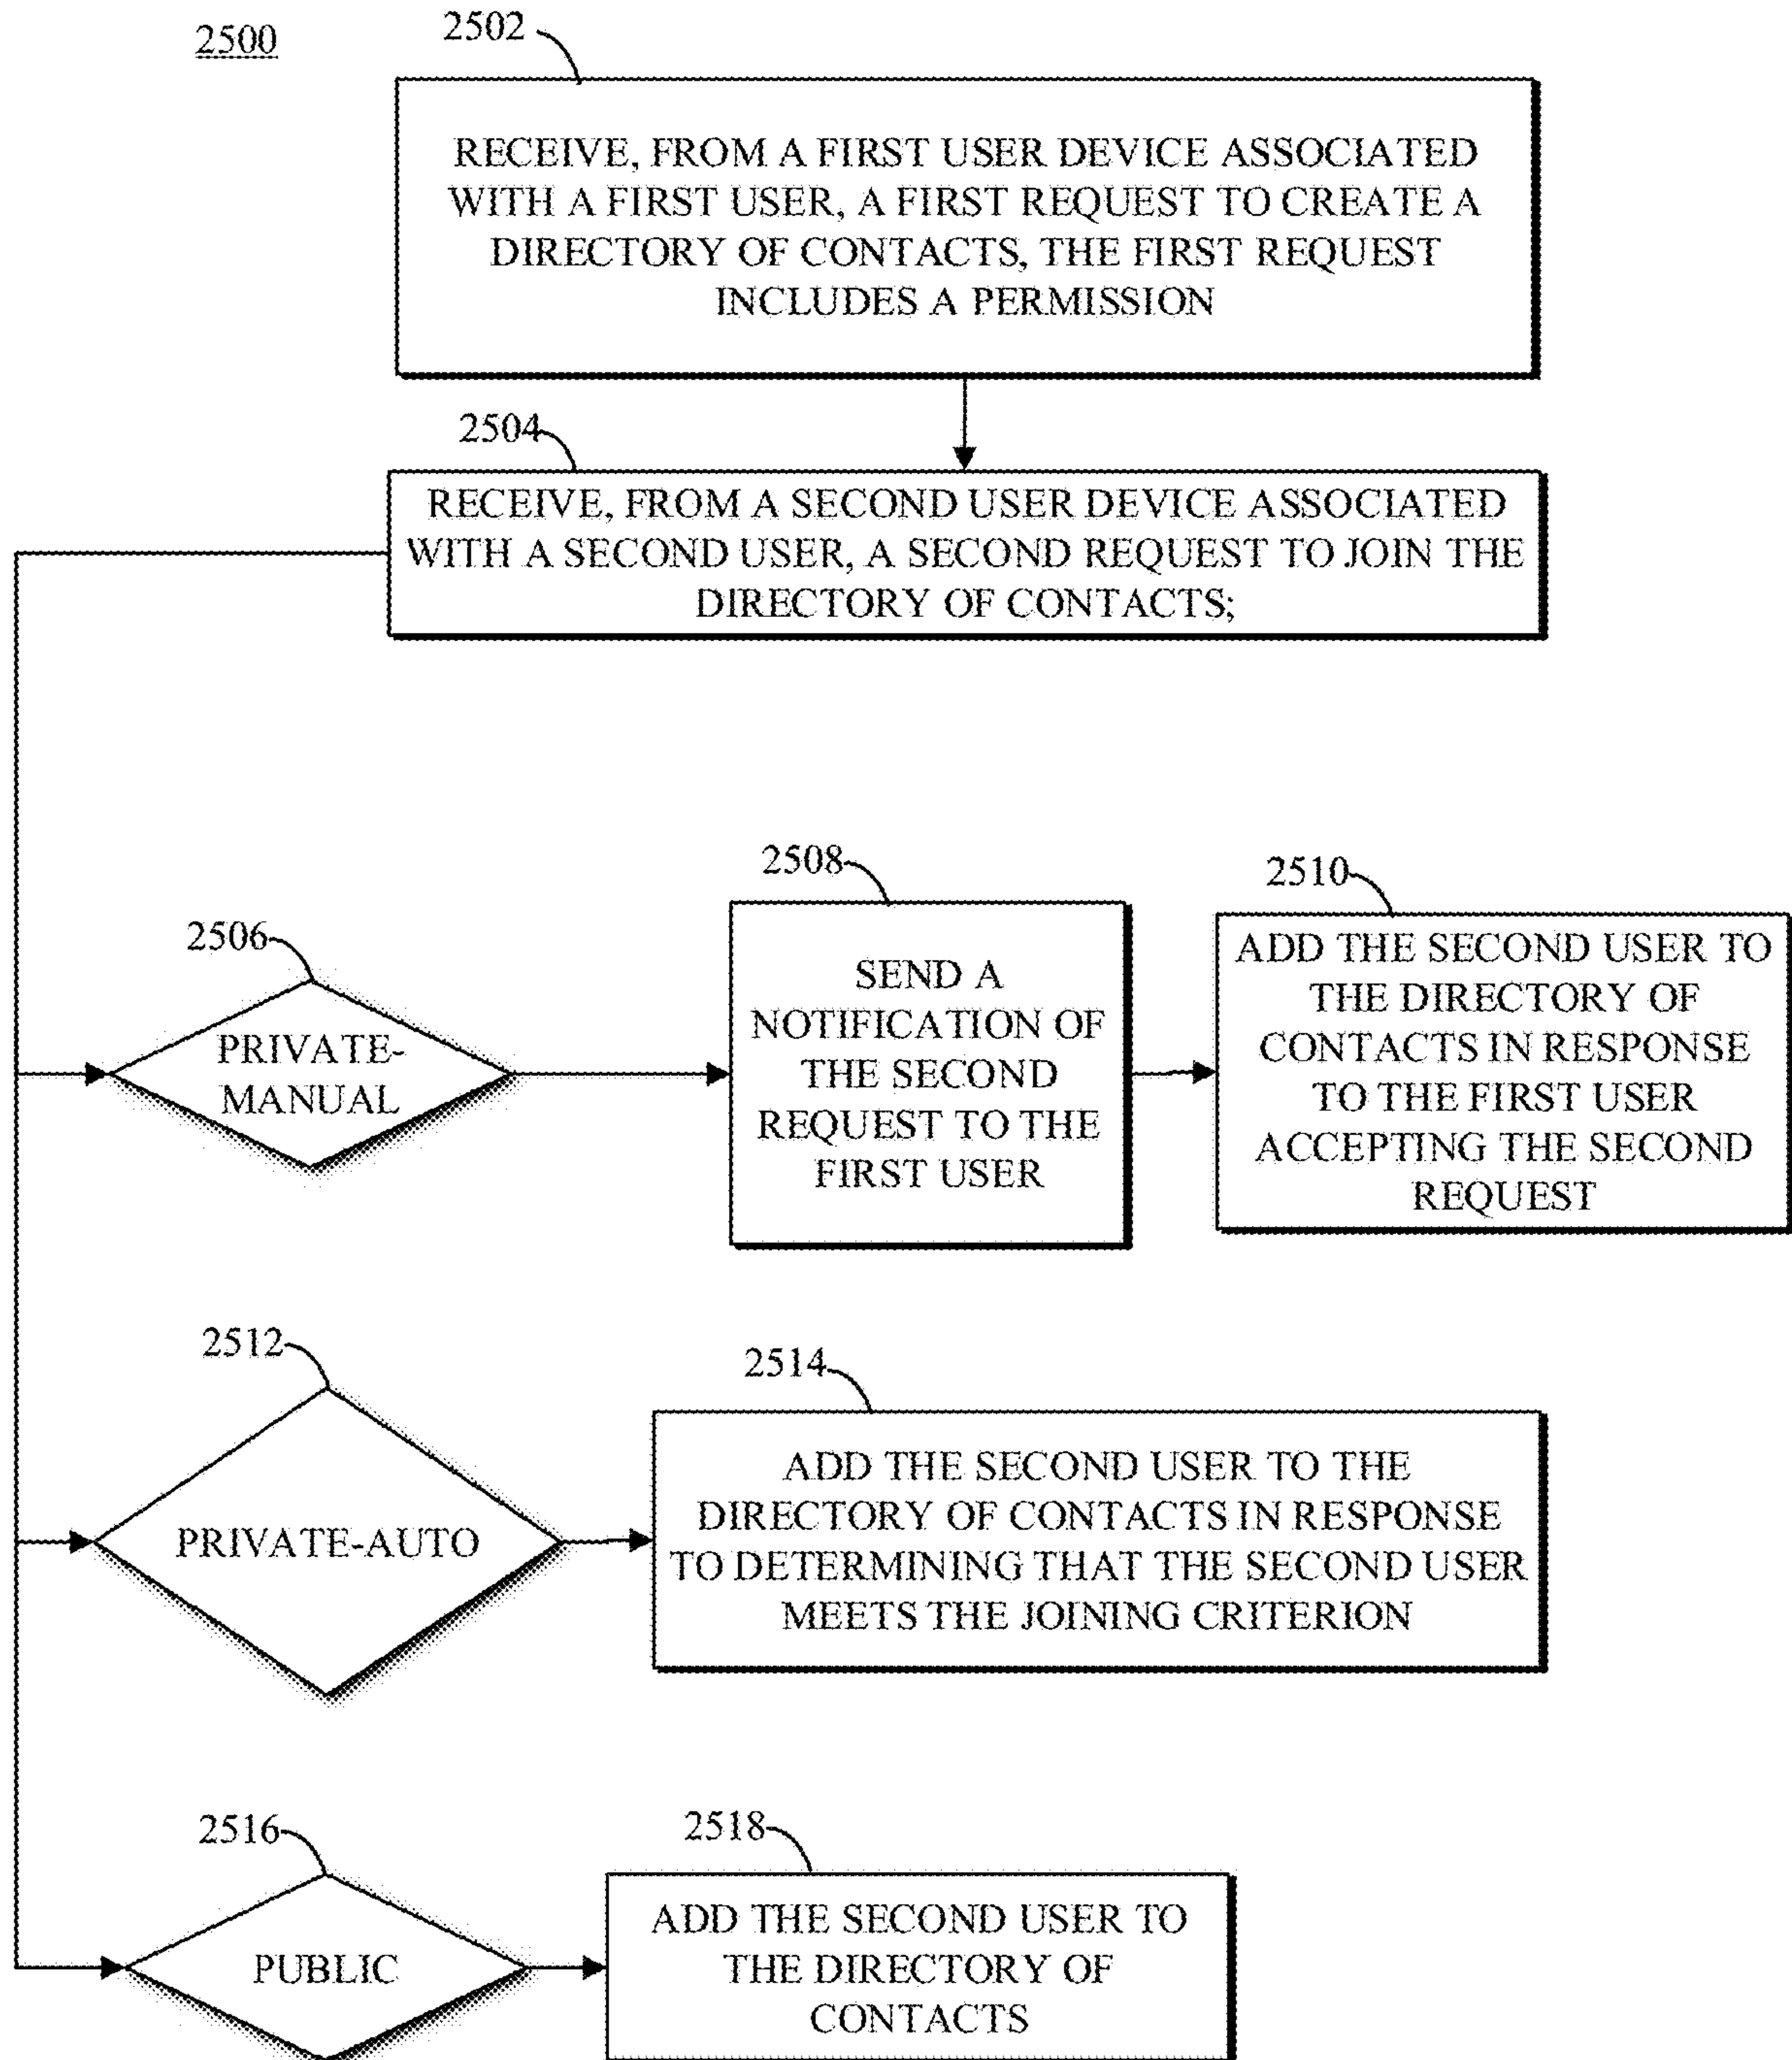 2500
2502
RECEIVE, FROM A FIRST USER DEVICE ASSOCIATED
WITH A FIRST USER, A FIRST REQUEST TO CREATE A
DIRECTORY OF CONTACTS, THE FIRST REQUEST
INCLUDES A PERMISSION
2504
RECEIVE, FROM A SECOND USER DEVICE ASSOCIATED
WITH A SECOND USER, A SECOND REQUEST TO JOIN THE
DIRECTORY OF CONTACTS;
2506
PRIVATE-
MANUAL
2508
SEND A
NOTIFICATION OF
THE SECOND
REQUEST TO THE
FIRST USER
2510
ADD THE SECOND USER TO
THE DIRECTORY OF
CONTACTS IN RESPONSE
TO THE FIRST USER
ACCEPTING THE SECOND
REQUEST
2512
PRIVATE-AUTO
2514
ADD THE SECOND USER TO THE
DIRECTORY OF CONTACTS IN RESPONSE
TO DETERMINING THAT THE SECOND USER
MEETS THE JOINING CRITERION
2516
PUBLIC
2518
ADD THE SECOND USER TO
THE DIRECTORY OF
CONTACTS